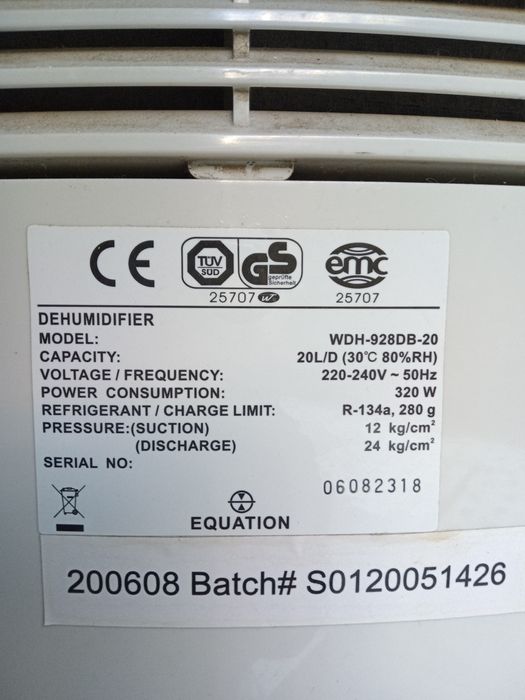 CE TÜV SÜD GS geprüfte Sicherheit emc
25707 25707
DEHUMIDIFIER
MODEL: WDH-928DB-20
CAPACITY: 20L/D (30℃ 80%RH)
VOLTAGE / FREQUENCY: 220-240V ~ 50Hz
POWER CONSUMPTION: 320 W
REFRIGERANT / CHARGE LIMIT: R-134a, 280 g
PRESSURE:(SUCTION) 12 kg/cm²
(DISCHARGE) 24 kg/cm²
SERIAL NO:
06082318
EQUATION
200608 Batch# S0120051426